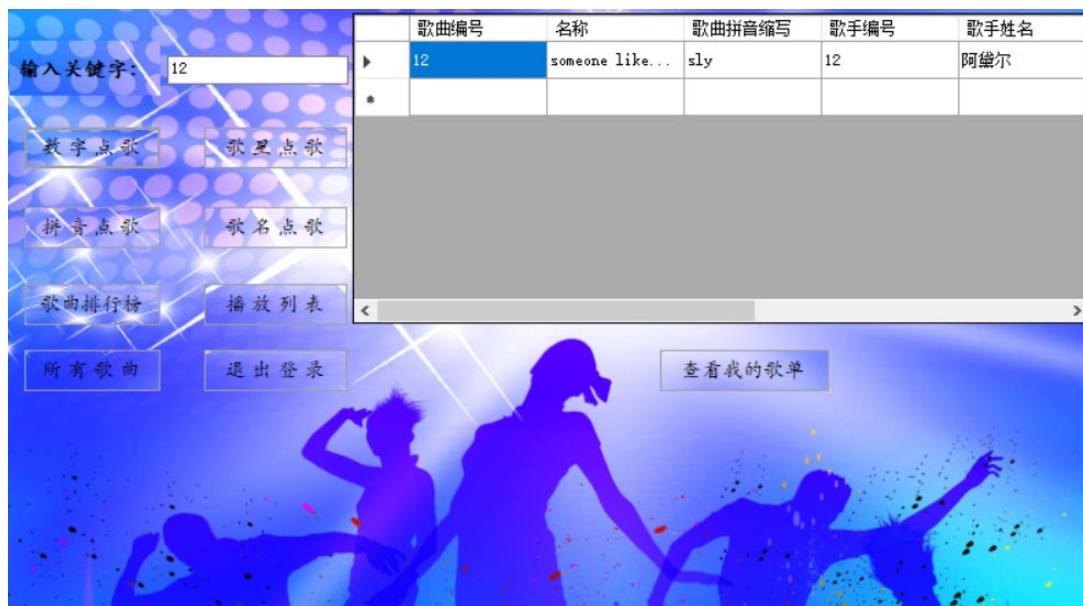 歌曲编号 名称 歌曲拼音缩写 歌手编号 歌手姓名
12 someone like... sly 12 阿黛尔
输入关键字: 12
数字点歌 歌星点歌
拼音点歌 歌名点歌
歌曲排行榜 播放列表
所有歌曲 退出登录
查看我的歌单